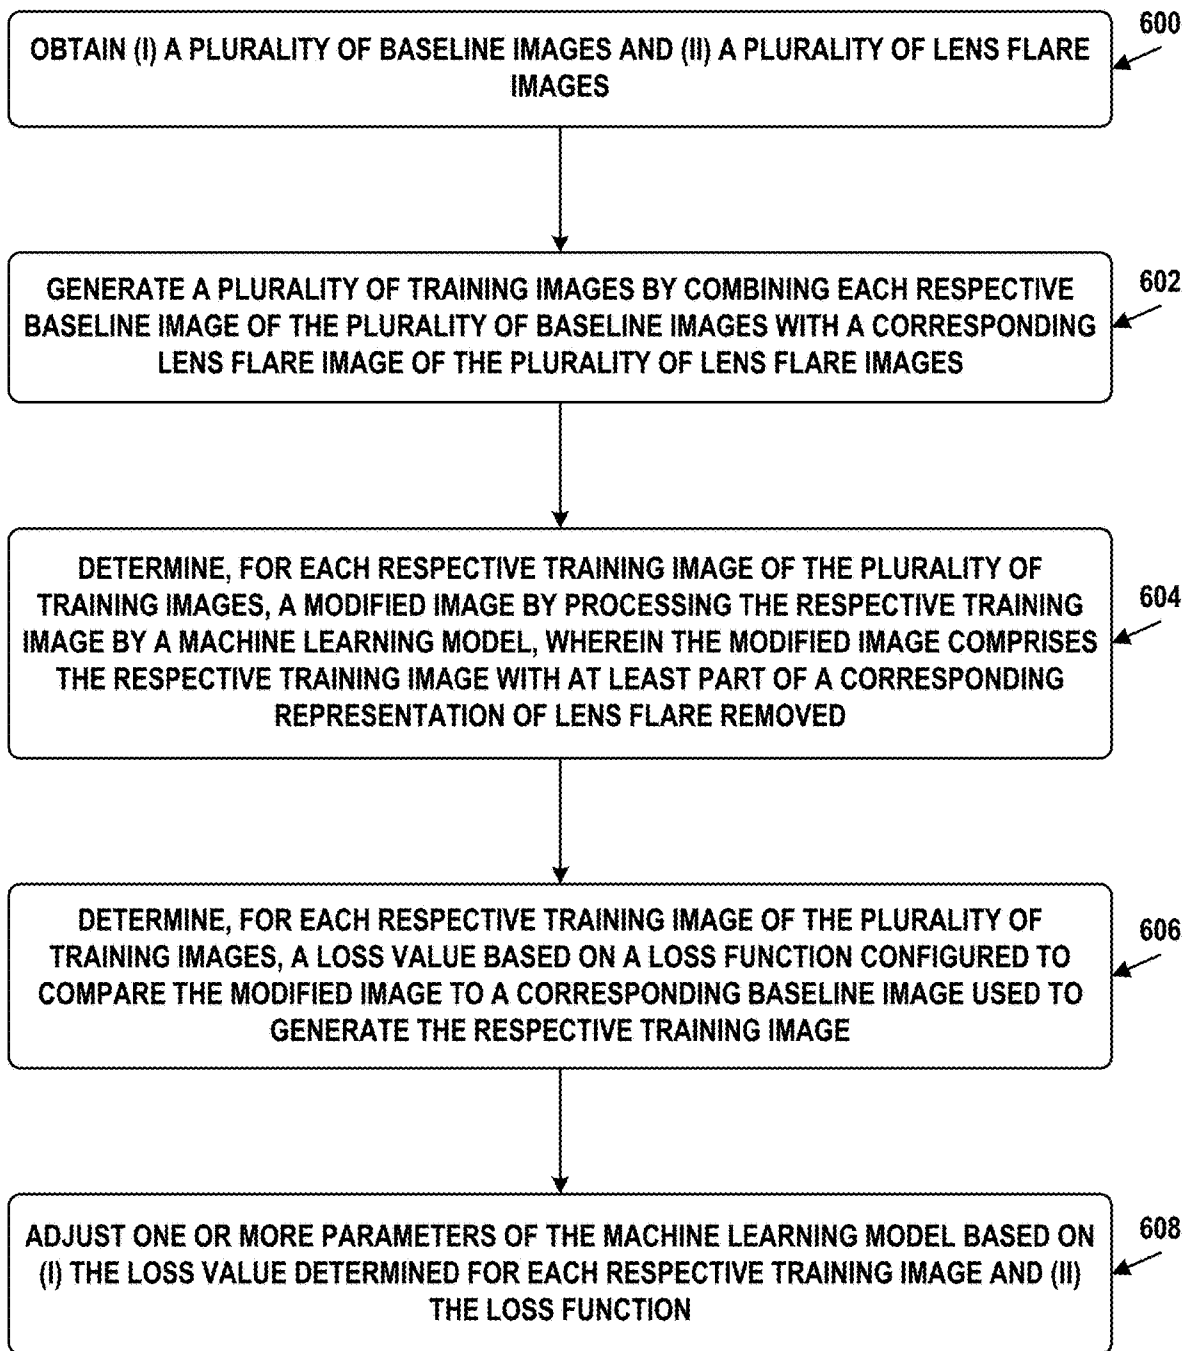 600
OBTAIN (I) A PLURALITY OF BASELINE IMAGES AND (II) A PLURALITY OF LENS FLARE
IMAGES
602
GENERATE A PLURALITY OF TRAINING IMAGES BY COMBINING EACH RESPECTIVE
BASELINE IMAGE OF THE PLURALITY OF BASELINE IMAGES WITH A CORRESPONDING
LENS FLARE IMAGE OF THE PLURALITY OF LENS FLARE IMAGES
604
DETERMINE, FOR EACH RESPECTIVE TRAINING IMAGE OF THE PLURALITY OF
TRAINING IMAGES, A MODIFIED IMAGE BY PROCESSING THE RESPECTIVE TRAINING
IMAGE BY A MACHINE LEARNING MODEL, WHEREIN THE MODIFIED IMAGE COMPRISES
THE RESPECTIVE TRAINING IMAGE WITH AT LEAST PART OF A CORRESPONDING
REPRESENTATION OF LENS FLARE REMOVED
606
DETERMINE, FOR EACH RESPECTIVE TRAINING IMAGE OF THE PLURALITY OF
TRAINING IMAGES, A LOSS VALUE BASED ON A LOSS FUNCTION CONFIGURED TO
COMPARE THE MODIFIED IMAGE TO A CORRESPONDING BASELINE IMAGE USED TO
GENERATE THE RESPECTIVE TRAINING IMAGE
608
ADJUST ONE OR MORE PARAMETERS OF THE MACHINE LEARNING MODEL BASED ON
(I) THE LOSS VALUE DETERMINED FOR EACH RESPECTIVE TRAINING IMAGE AND (II)
THE LOSS FUNCTION